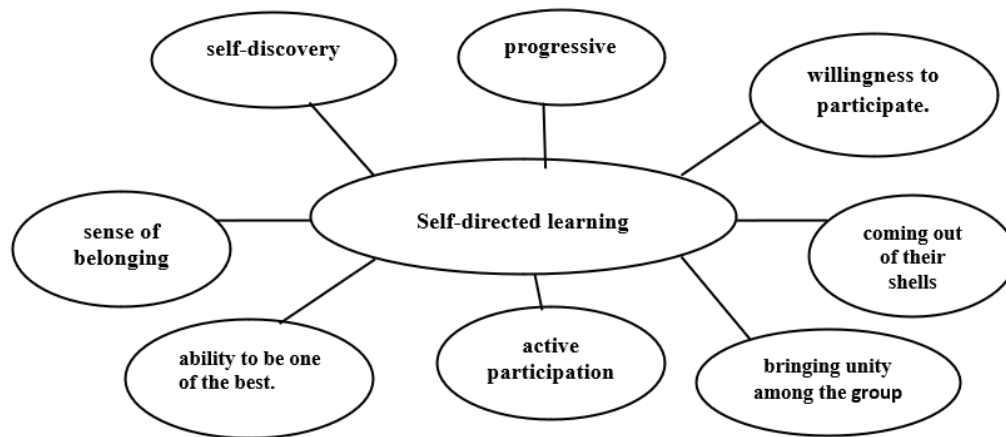 self-discovery
progressive
willingness to
participate.
sense of
belonging
Self-directed learning
coming out
of their
shells
ability to be one
of the best.
active
participation
bringing unity
among the group